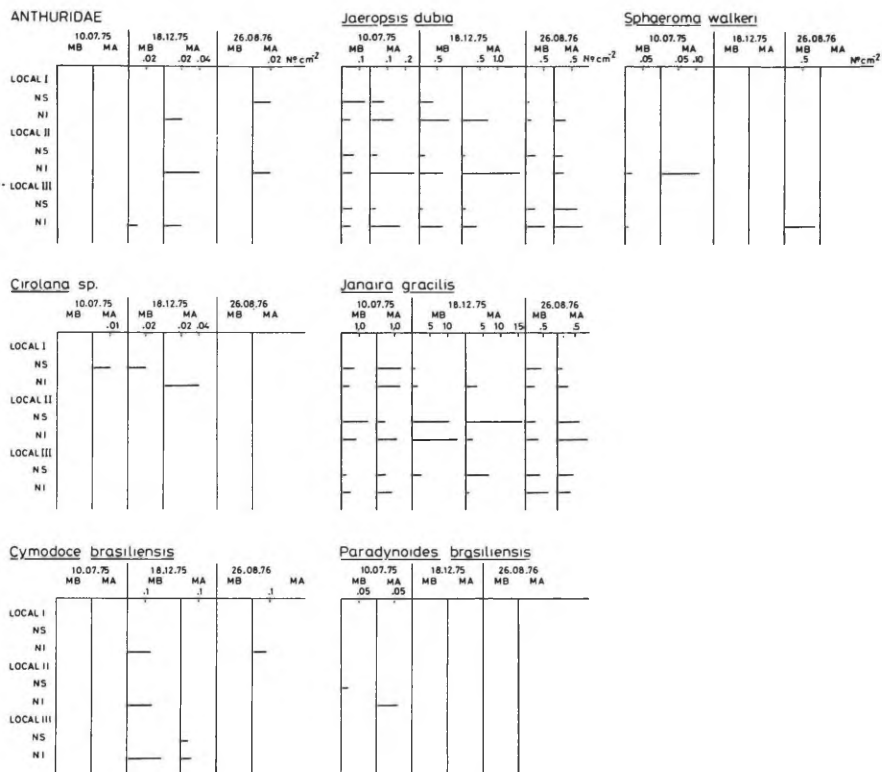 ANTHURIDAE
10.07.75 18.12.75 26.08.76
MB MA MB MA MB MA
.02 .02 .04 .02 Nº cm-2
LOCAL I
NS
NI
LOCAL II
NS
NI
LOCAL III
NS
NI
Jaeropsis dubia
10.07.75 18.12.75 26.08.76
MB MA MB MA MB MA
.1 .1 .2 .5 .5 1.0 .5 .5 Nº cm-2
Sphaeroma walkeri
10.07.75 18.12.75 26.08.76
MB MA MB MA MB MA
.05 .05 .10 .5 Nº cm-2
Cirolana sp.
10.07.75 18.12.75 26.08.76
MB MA MB MA MB MA
.01 .02 .02 .04
LOCAL I
NS
NI
LOCAL II
NS
NI
LOCAL III
NS
NI
Janaira gracilis
10.07.75 18.12.75 26.08.76
MB MA MB MA MB MA
1,0 1,0 5 10 5 10 15 .5 .5
Cymodoce brasiliensis
10.07.75 18.12.75 26.08.76
MB MA MB MA MB MA
.1 .1 .1
LOCAL I
NS
NI
LOCAL II
NS
NI
LOCAL III
NS
NI
Paradynoides brasiliensis
10.07.75 18.12.75 26.08.76
MB MA MB MA MB MA
.05 .05